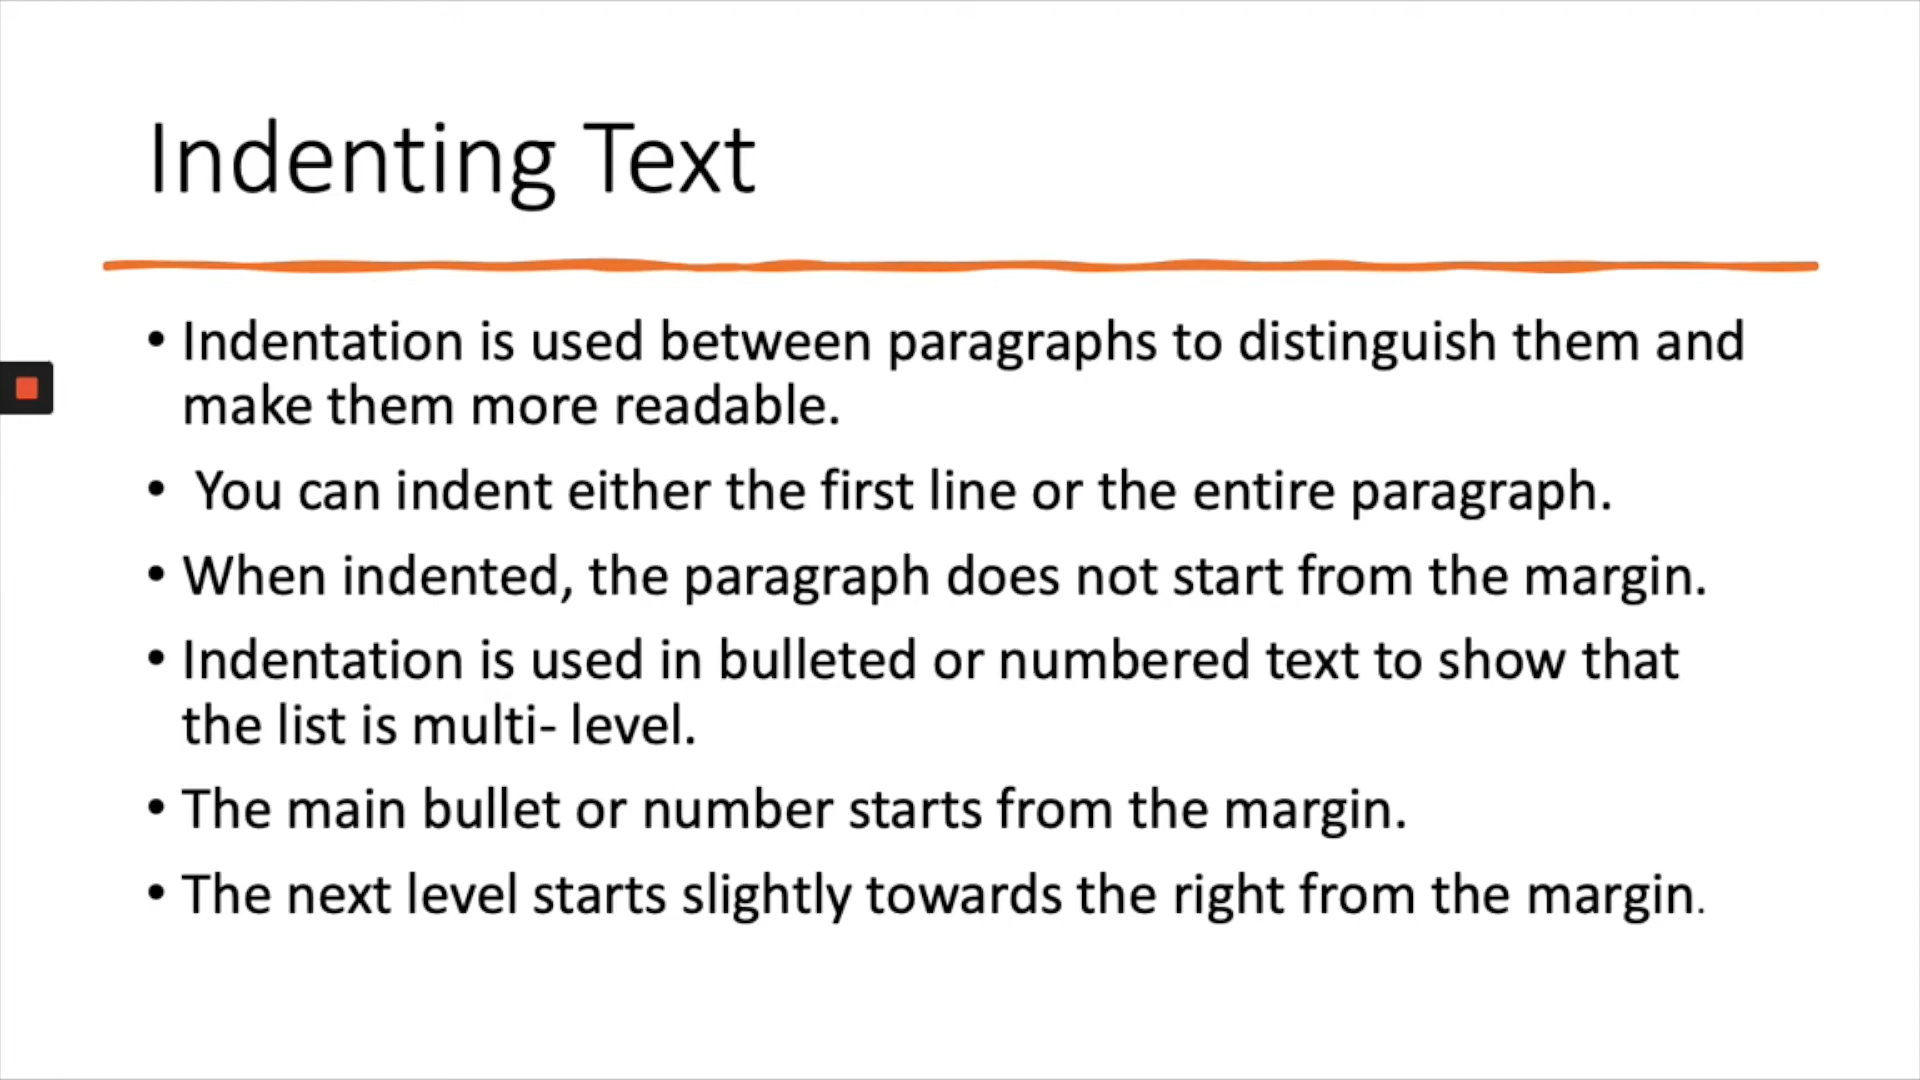 Indenting Text
• Indentation is used between paragraphs to distinguish them and
make them more readable.
• You can indent either the first line or the entire paragraph.
• When indented, the paragraph does not start from the margin.
• Indentation is used in bulleted or numbered text to show that
the list is multi- level.
• The main bullet or number starts from the margin.
• The next level starts slightly towards the right from the margin.